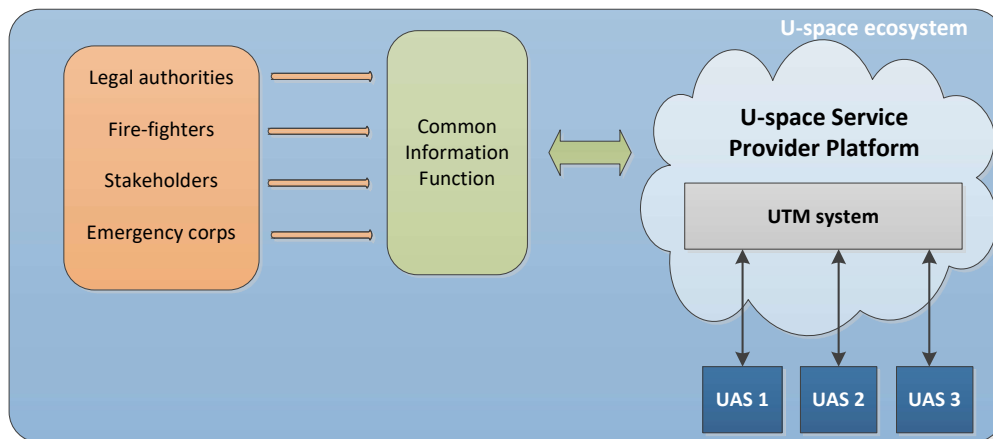 U-space ecosystem
Legal authorities
Fire-fighters
Stakeholders
Emergency corps
Common
Information
Function
U-space Service
Provider Platform
UTM system
UAS 1
UAS 2
UAS 3